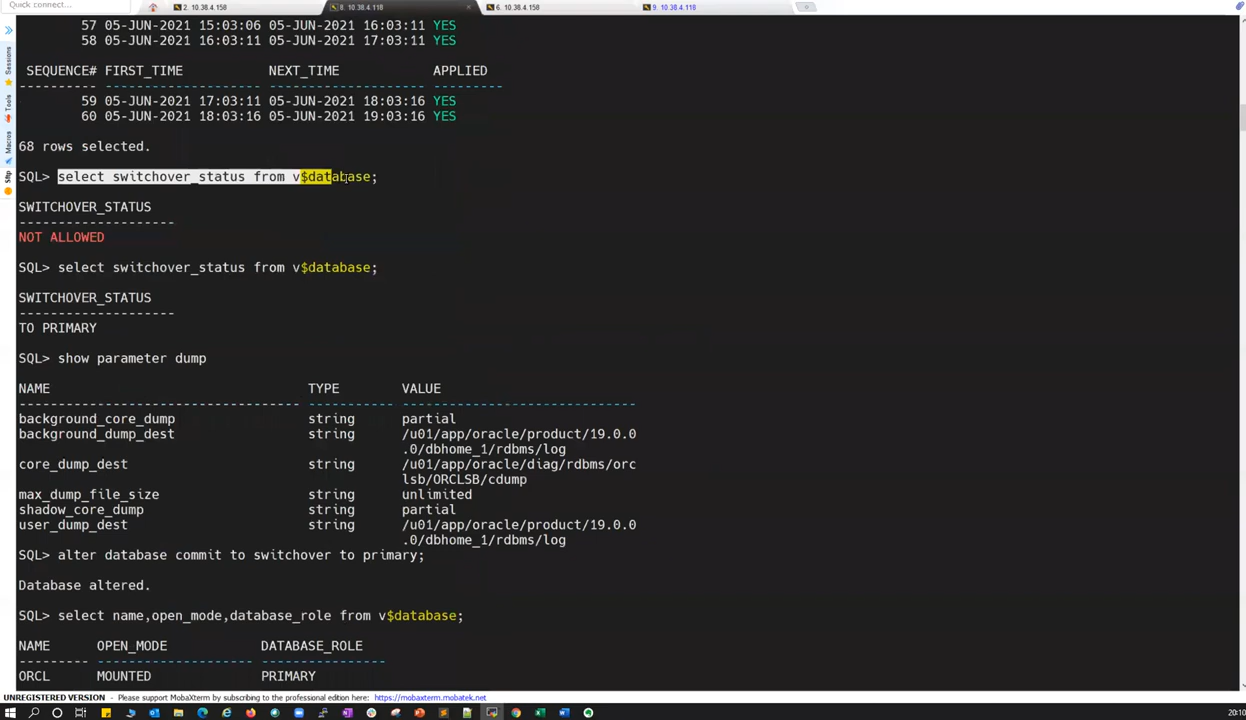 Quick connect...
2. 10.38.4.158
8. 10.38.4.118
6. 10.38.4.158
9. 10.38.4.118
Sessions
Tools
Macros
Sftp
57 05-JUN-2021 15:03:06 05-JUN-2021 16:03:11 YES
58 05-JUN-2021 16:03:11 05-JUN-2021 17:03:11 YES
SEQUENCE# FIRST_TIME NEXT_TIME APPLIED
---------- -------------------- -------------------- ---------
59 05-JUN-2021 17:03:11 05-JUN-2021 18:03:16 YES
60 05-JUN-2021 18:03:16 05-JUN-2021 19:03:16 YES
68 rows selected.
SQL> select switchover_status from v$database;
SWITCHOVER_STATUS
--------------------
NOT ALLOWED
SQL> select switchover_status from v$database;
SWITCHOVER_STATUS
--------------------
TO PRIMARY
SQL> show parameter dump
NAME TYPE VALUE
------------------------------------ ----------- ------------------------------
background_core_dump string partial
background_dump_dest string /u01/app/oracle/product/19.0.0
.0/dbhome_1/rdbms/log
core_dump_dest string /u01/app/oracle/diag/rdbms/orc
lsb/ORCLSB/cdump
max_dump_file_size string unlimited
shadow_core_dump string partial
user_dump_dest string /u01/app/oracle/product/19.0.0
.0/dbhome_1/rdbms/log
SQL> alter database commit to switchover to primary;
Database altered.
SQL> select name,open_mode,database_role from v$database;
NAME OPEN_MODE DATABASE_ROLE
--------- -------------------- ----------------
ORCL MOUNTED PRIMARY
UNREGISTERED VERSION - Please support MobaXterm by subscribing to the professional edition here: https://mobaxterm.mobatek.net
20:10